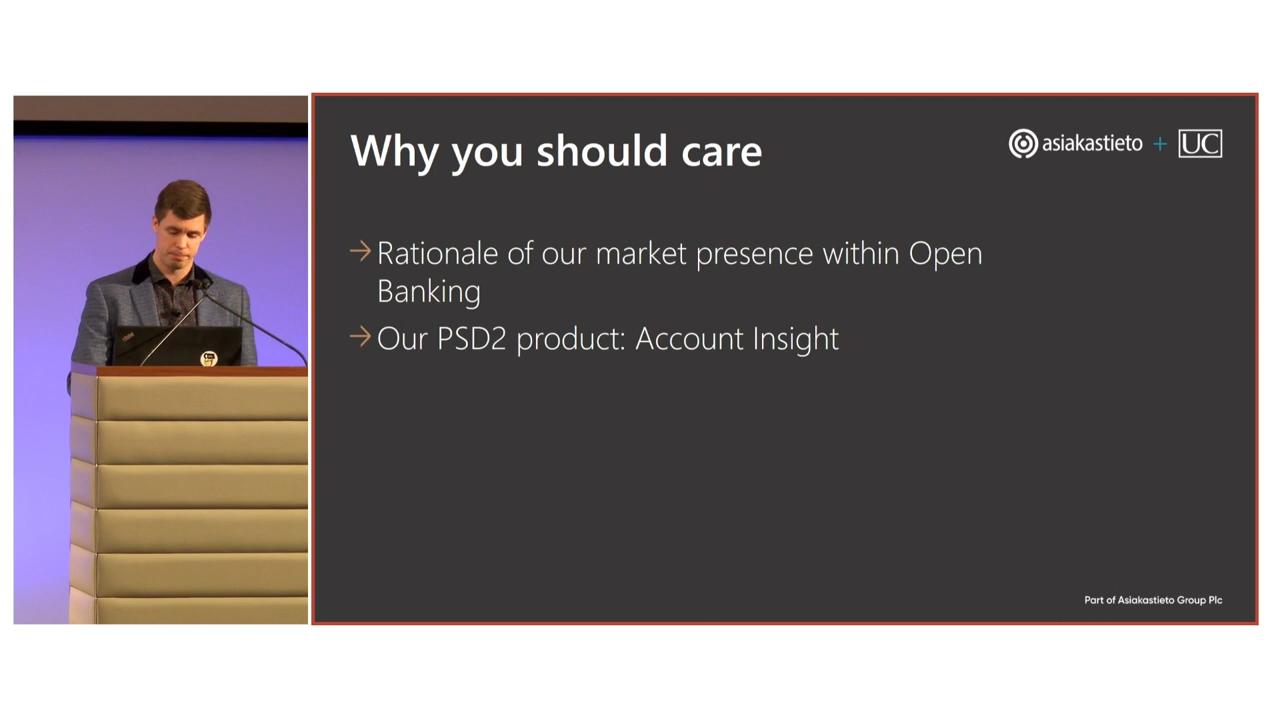 Why you should care
asiakastieto + UC
→ Rationale of our market presence within Open
Banking
→ Our PSD2 product: Account Insight
Part of Asiakastieto Group Plc